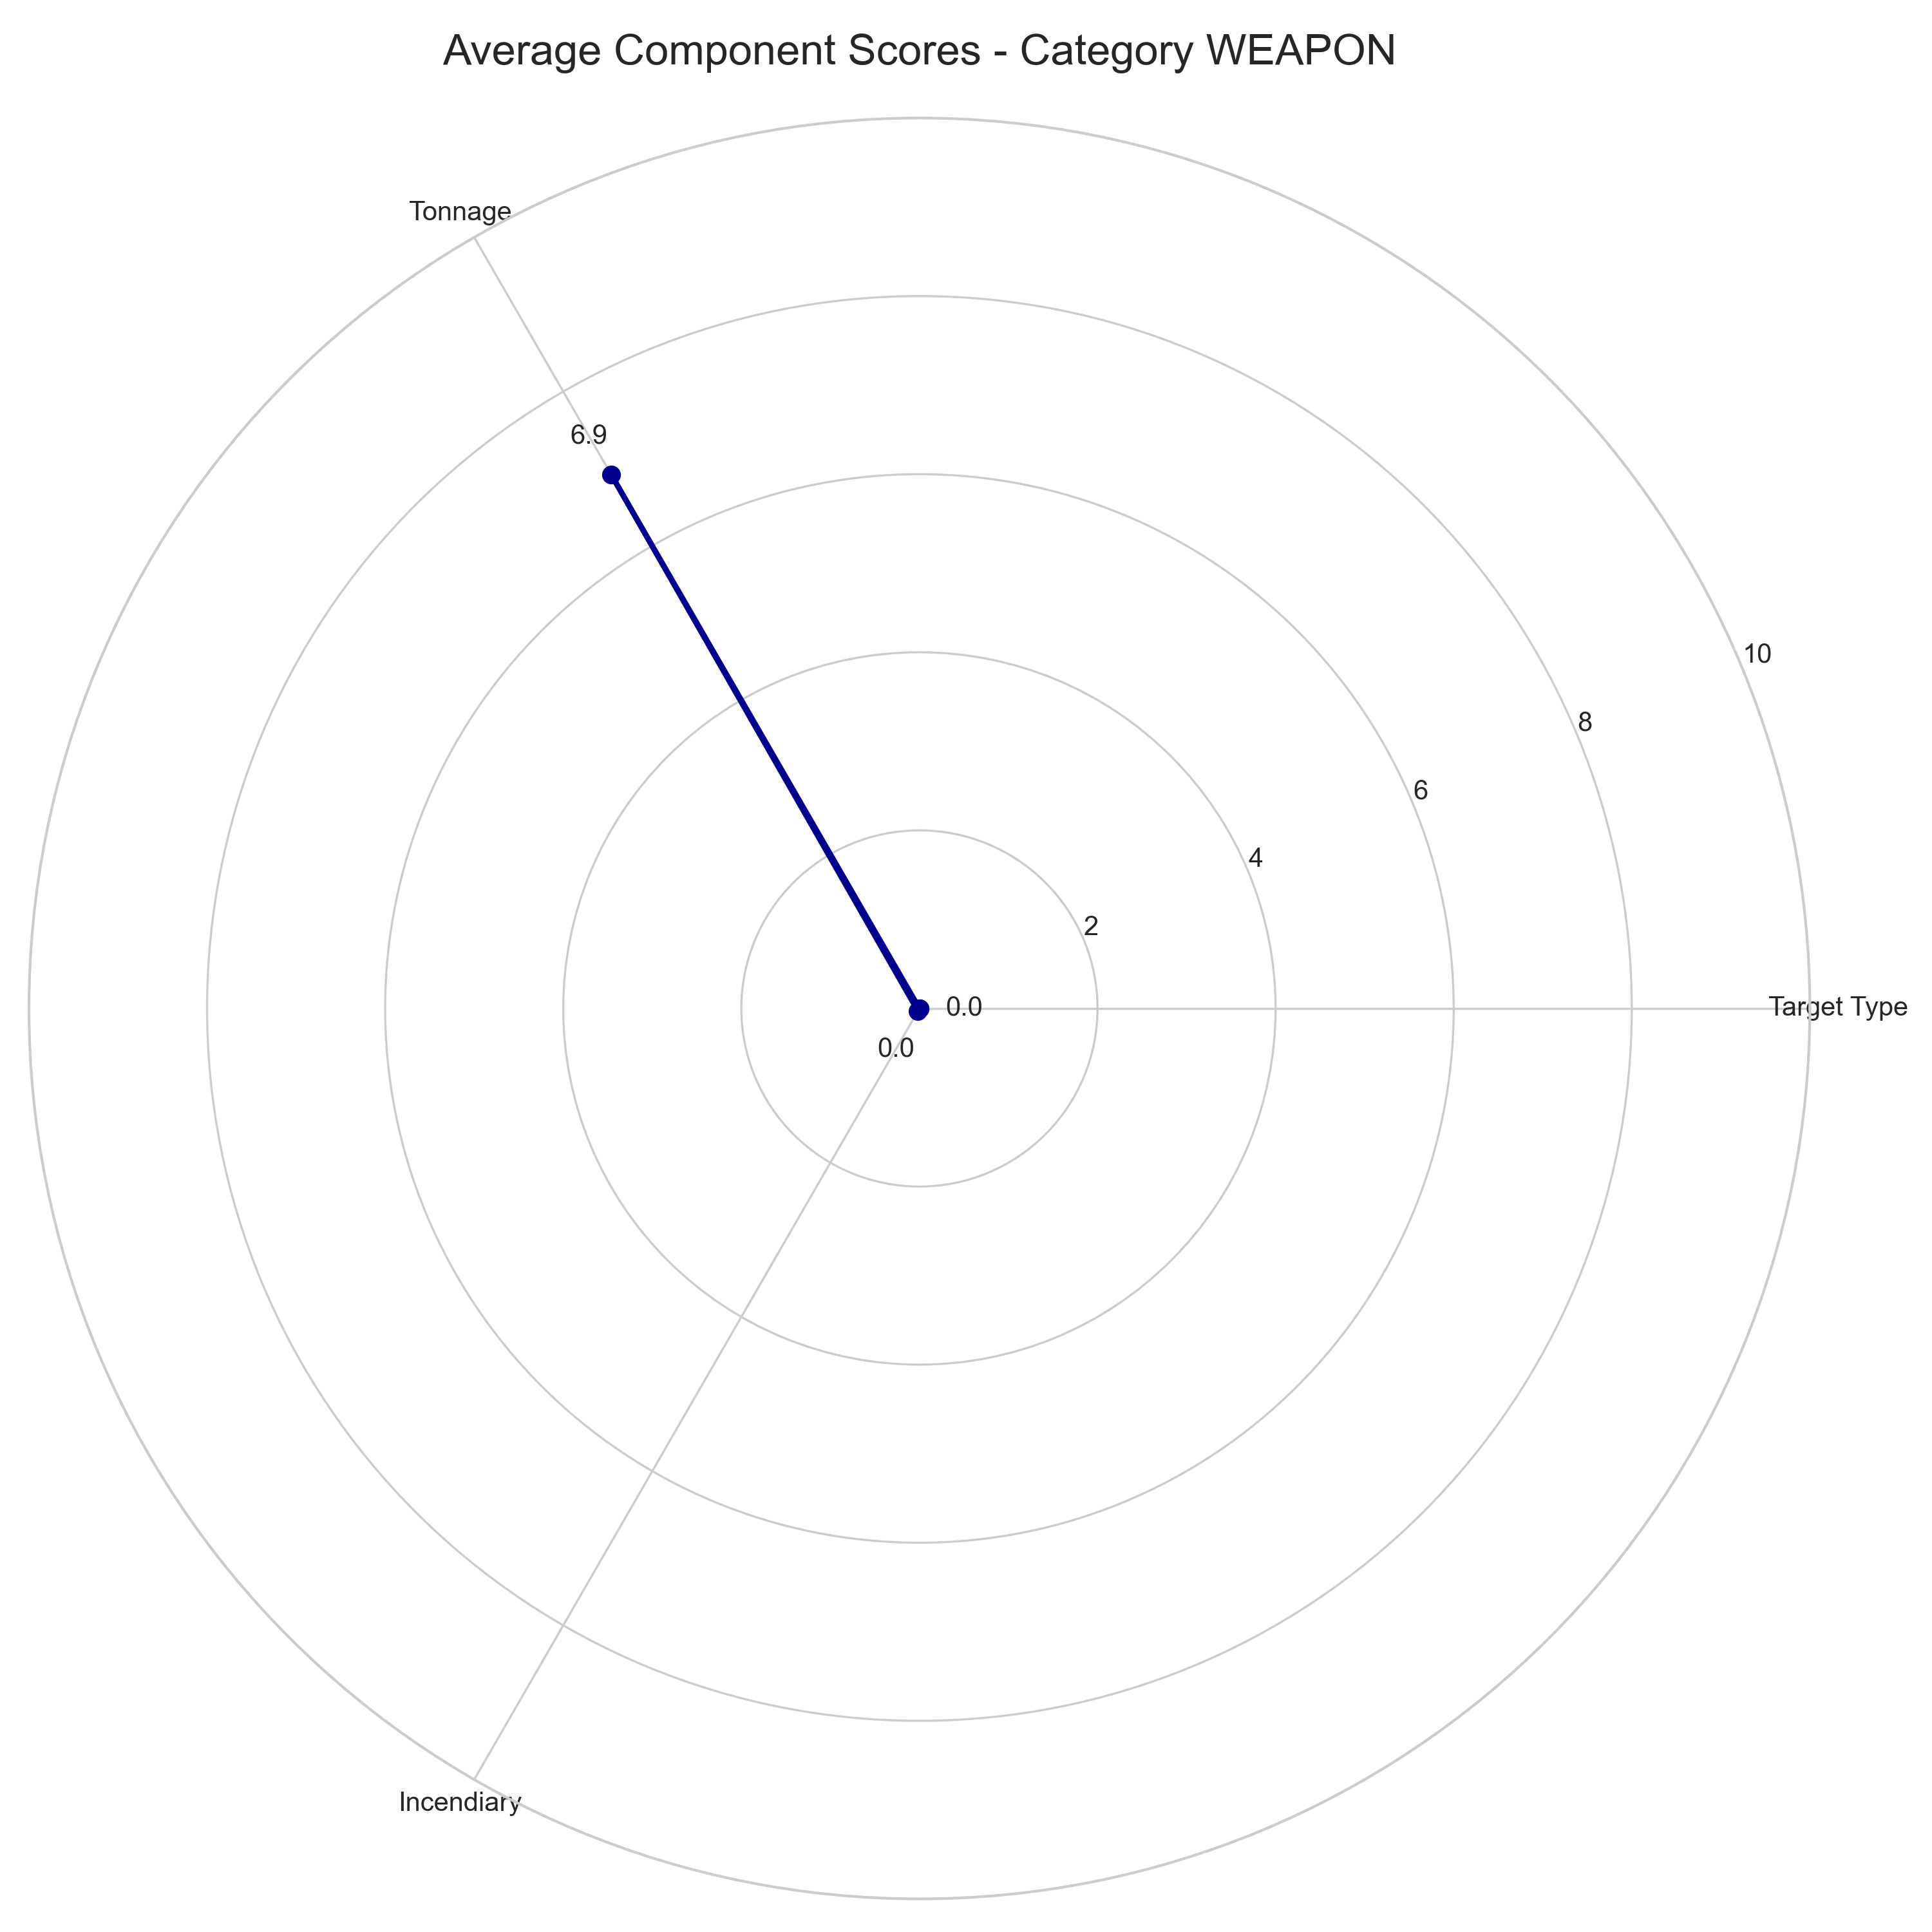 Average Component Scores - Category WEAPON
Tonnage
6.9
10
8
6
4
2
0.0
Target Type
0.0
Incendiary